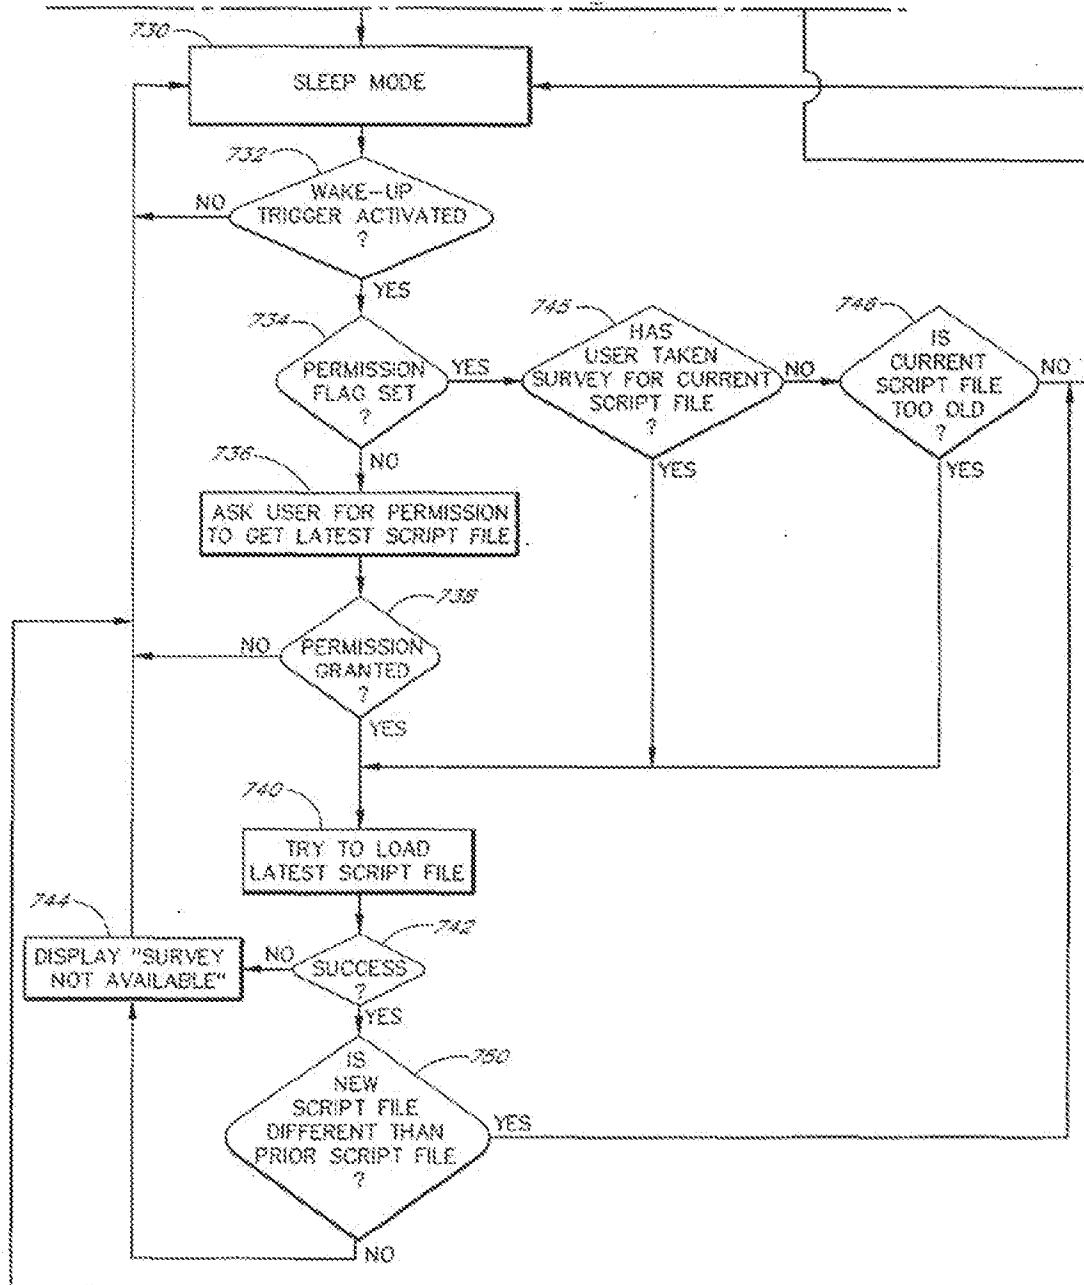 730
SLEEP MODE
732
WAKE-UP
TRIGGER ACTIVATED
?
NO
YES
734
PERMISSION
FLAG SET
?
YES
NO
745
HAS
USER TAKEN
SURVEY FOR CURRENT
SCRIPT FILE
?
NO
YES
746
IS
CURRENT
SCRIPT FILE
TOO OLD
?
NO
YES
736
ASK USER FOR PERMISSION
TO GET LATEST SCRIPT FILE
738
PERMISSION
GRANTED
?
NO
YES
740
TRY TO LOAD
LATEST SCRIPT FILE
742
SUCCESS
?
NO
YES
744
DISPLAY "SURVEY
NOT AVAILABLE"
750
IS
NEW
SCRIPT FILE
DIFFERENT THAN
PRIOR SCRIPT FILE
?
YES
NO